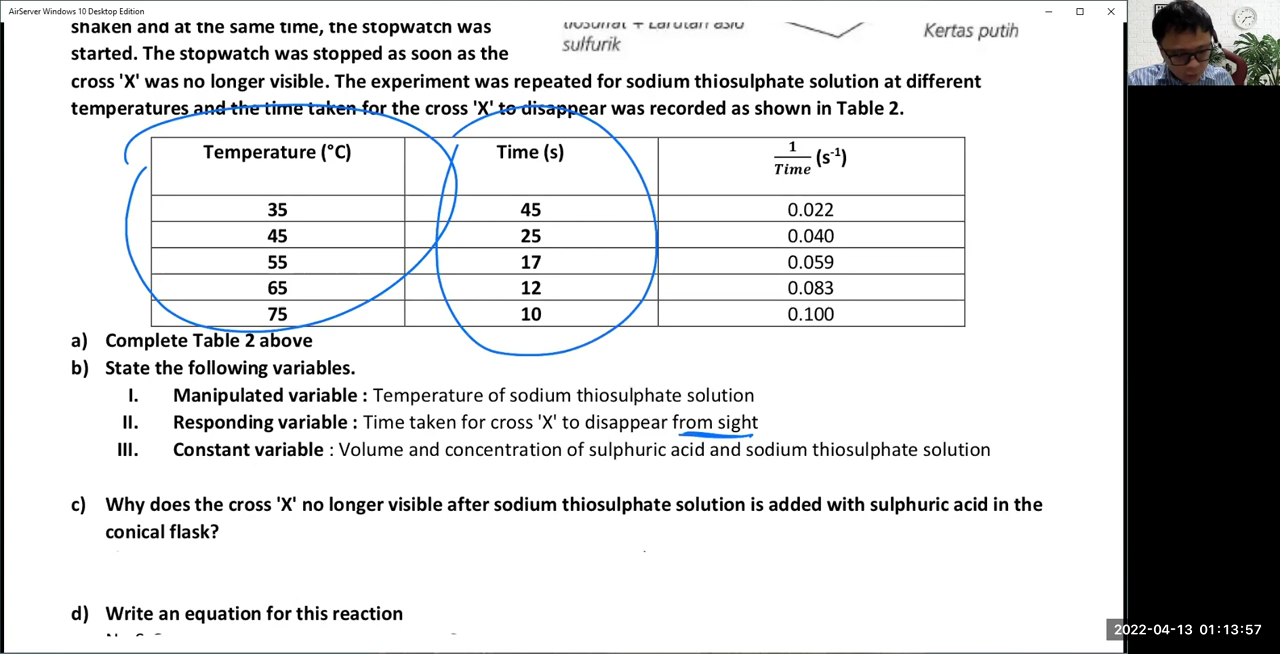 AirServer Windows 10 Desktop Edition
shaken and at the same time, the stopwatch was
started. The stopwatch was stopped as soon as the
sulfurik
Kertas putih
cross 'X' was no longer visible. The experiment was repeated for sodium thiosulphate solution at different
temperatures and the time taken for the cross 'X' to disappear was recorded as shown in Table 2.
Temperature (°C) Time (s) 1/Time (s⁻¹)
35 45 0.022
45 25 0.040
55 17 0.059
65 12 0.083
75 10 0.100
a) Complete Table 2 above
b) State the following variables.
I. Manipulated variable : Temperature of sodium thiosulphate solution
II. Responding variable : Time taken for cross 'X' to disappear from sight
III. Constant variable : Volume and concentration of sulphuric acid and sodium thiosulphate solution
c) Why does the cross 'X' no longer visible after sodium thiosulphate solution is added with sulphuric acid in the
conical flask?
d) Write an equation for this reaction
2022-04-13 01:13:57